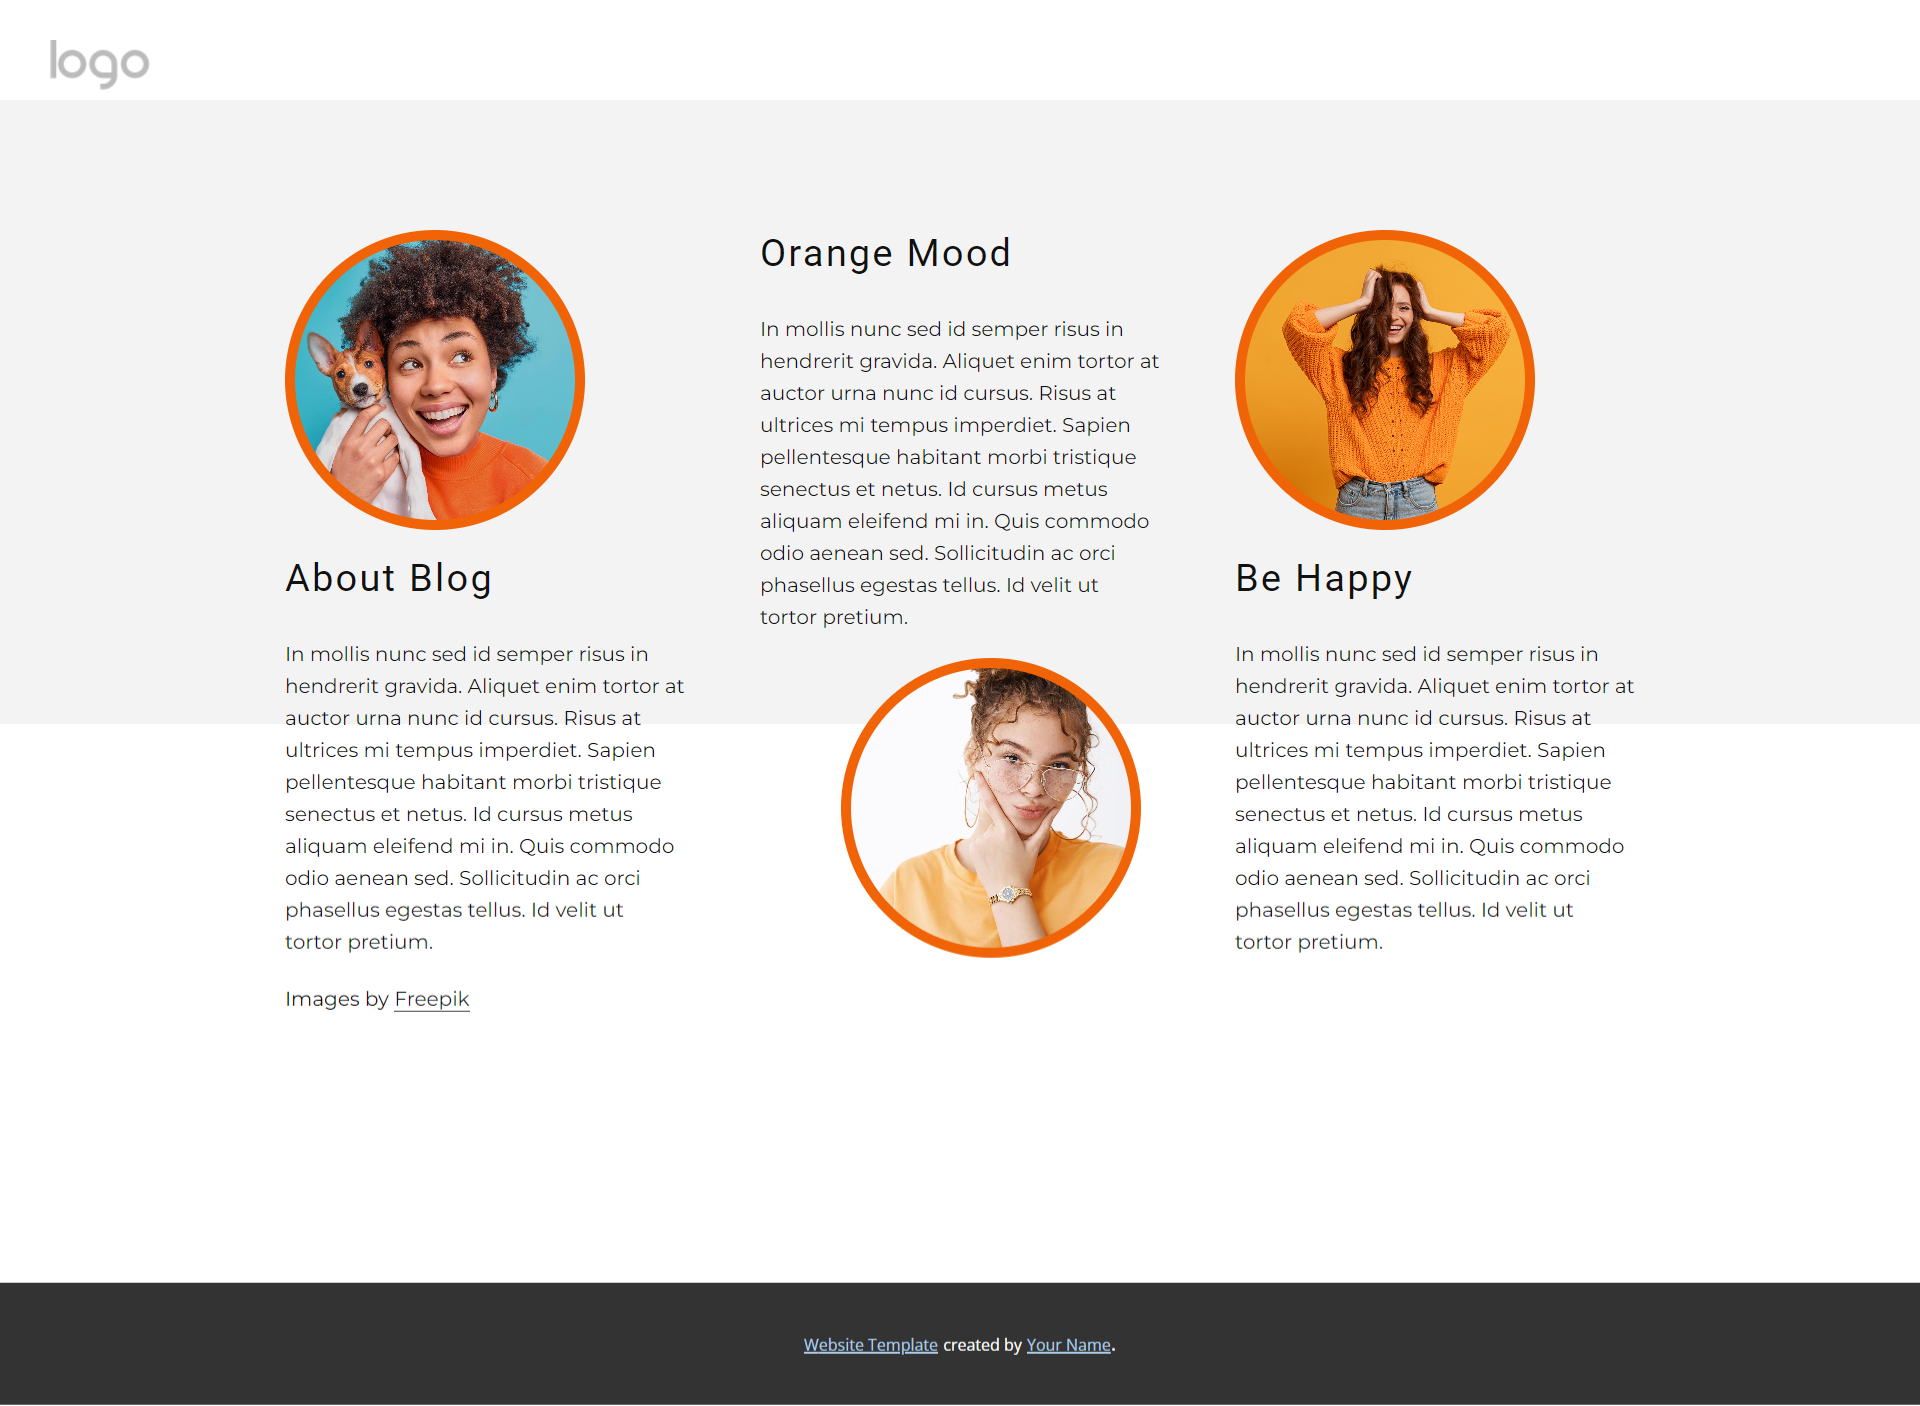 logo
About Blog
In mollis nunc sed id semper risus in
hendrerit gravida. Aliquet enim tortor at
auctor urna nunc id cursus. Risus at
ultrices mi tempus imperdiet. Sapien
pellentesque habitant morbi tristique
senectus et netus. Id cursus metus
aliquam eleifend mi in. Quis commodo
odio aenean sed. Sollicitudin ac orci
phasellus egestas tellus. Id velit ut
tortor pretium.
Images by Freepik
Orange Mood
In mollis nunc sed id semper risus in
hendrerit gravida. Aliquet enim tortor at
auctor urna nunc id cursus. Risus at
ultrices mi tempus imperdiet. Sapien
pellentesque habitant morbi tristique
senectus et netus. Id cursus metus
aliquam eleifend mi in. Quis commodo
odio aenean sed. Sollicitudin ac orci
phasellus egestas tellus. Id velit ut
tortor pretium.
Be Happy
In mollis nunc sed id semper risus in
hendrerit gravida. Aliquet enim tortor at
auctor urna nunc id cursus. Risus at
ultrices mi tempus imperdiet. Sapien
pellentesque habitant morbi tristique
senectus et netus. Id cursus metus
aliquam eleifend mi in. Quis commodo
odio aenean sed. Sollicitudin ac orci
phasellus egestas tellus. Id velit ut
tortor pretium.
Website Template created by Your Name.